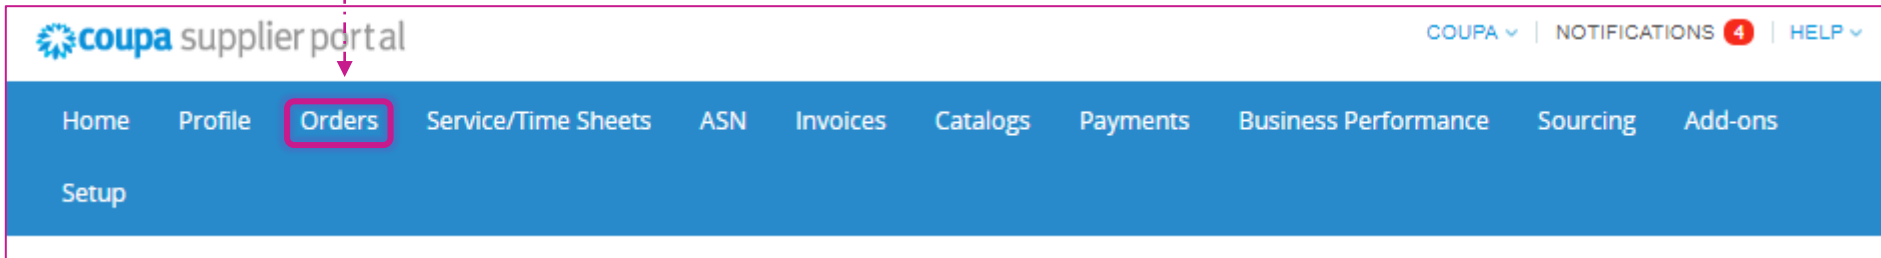 coupa supplier portal
COUPA NOTIFICATIONS 4 HELP
Home Profile Orders Service/Time Sheets ASN Invoices Catalogs Payments Business Performance Sourcing Add-ons
Setup